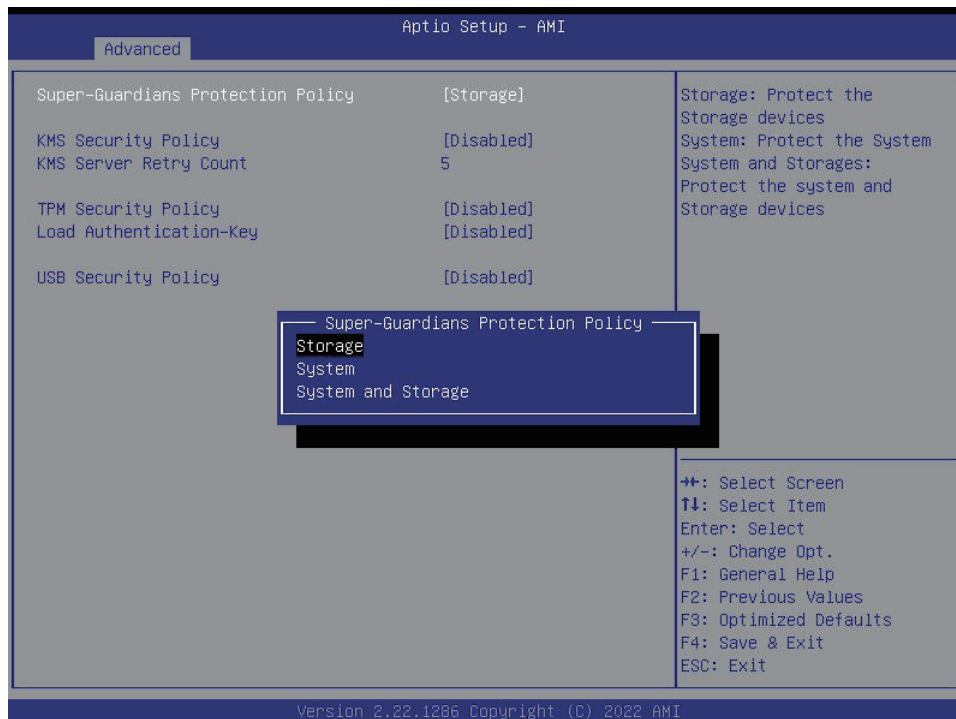 Aptio Setup – AMI
Advanced
Super-Guardians Protection Policy [Storage]
KMS Security Policy [Disabled]
KMS Server Retry Count 5
TPM Security Policy [Disabled]
Load Authentication-Key [Disabled]
USB Security Policy [Disabled]
Storage: Protect the
Storage devices
System: Protect the System
System and Storages:
Protect the system and
Storage devices
Super-Guardians Protection Policy
Storage
System
System and Storage
→←: Select Screen
↑↓: Select Item
Enter: Select
+/-: Change Opt.
F1: General Help
F2: Previous Values
F3: Optimized Defaults
F4: Save & Exit
ESC: Exit
Version 2.22.1286 Copyright (C) 2022 AMI